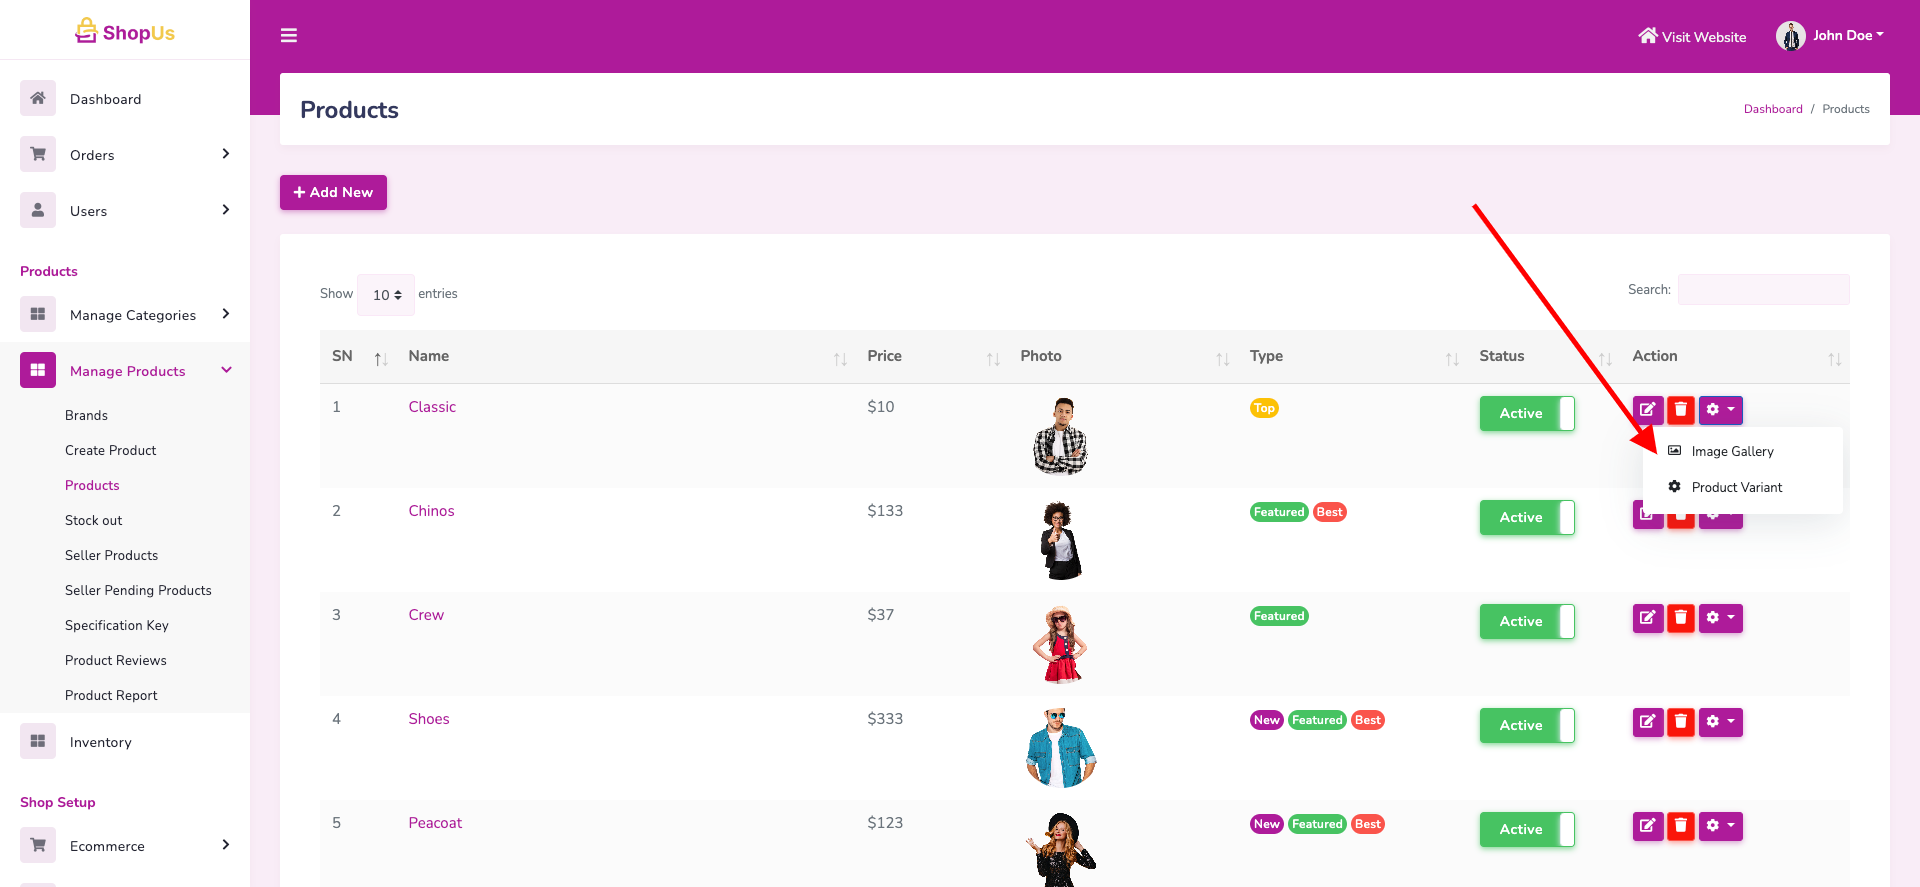 ShopUs
Visit Website
John Doe
Dashboard
Orders
Users
Products
Manage Categories
Manage Products
Brands
Create Product
Products
Stock out
Seller Products
Seller Pending Products
Specification Key
Product Reviews
Product Report
Inventory
Shop Setup
Ecommerce
Products
Dashboard / Products
+ Add New
Show 10 entries
Search:
SN Name Price Photo Type Status Action
1 Classic $10 Top Active
Image Gallery
Product Variant
2 Chinos $133 Featured Best Active
3 Crew $37 Featured Active
4 Shoes $333 New Featured Best Active
5 Peacoat $123 New Featured Best Active